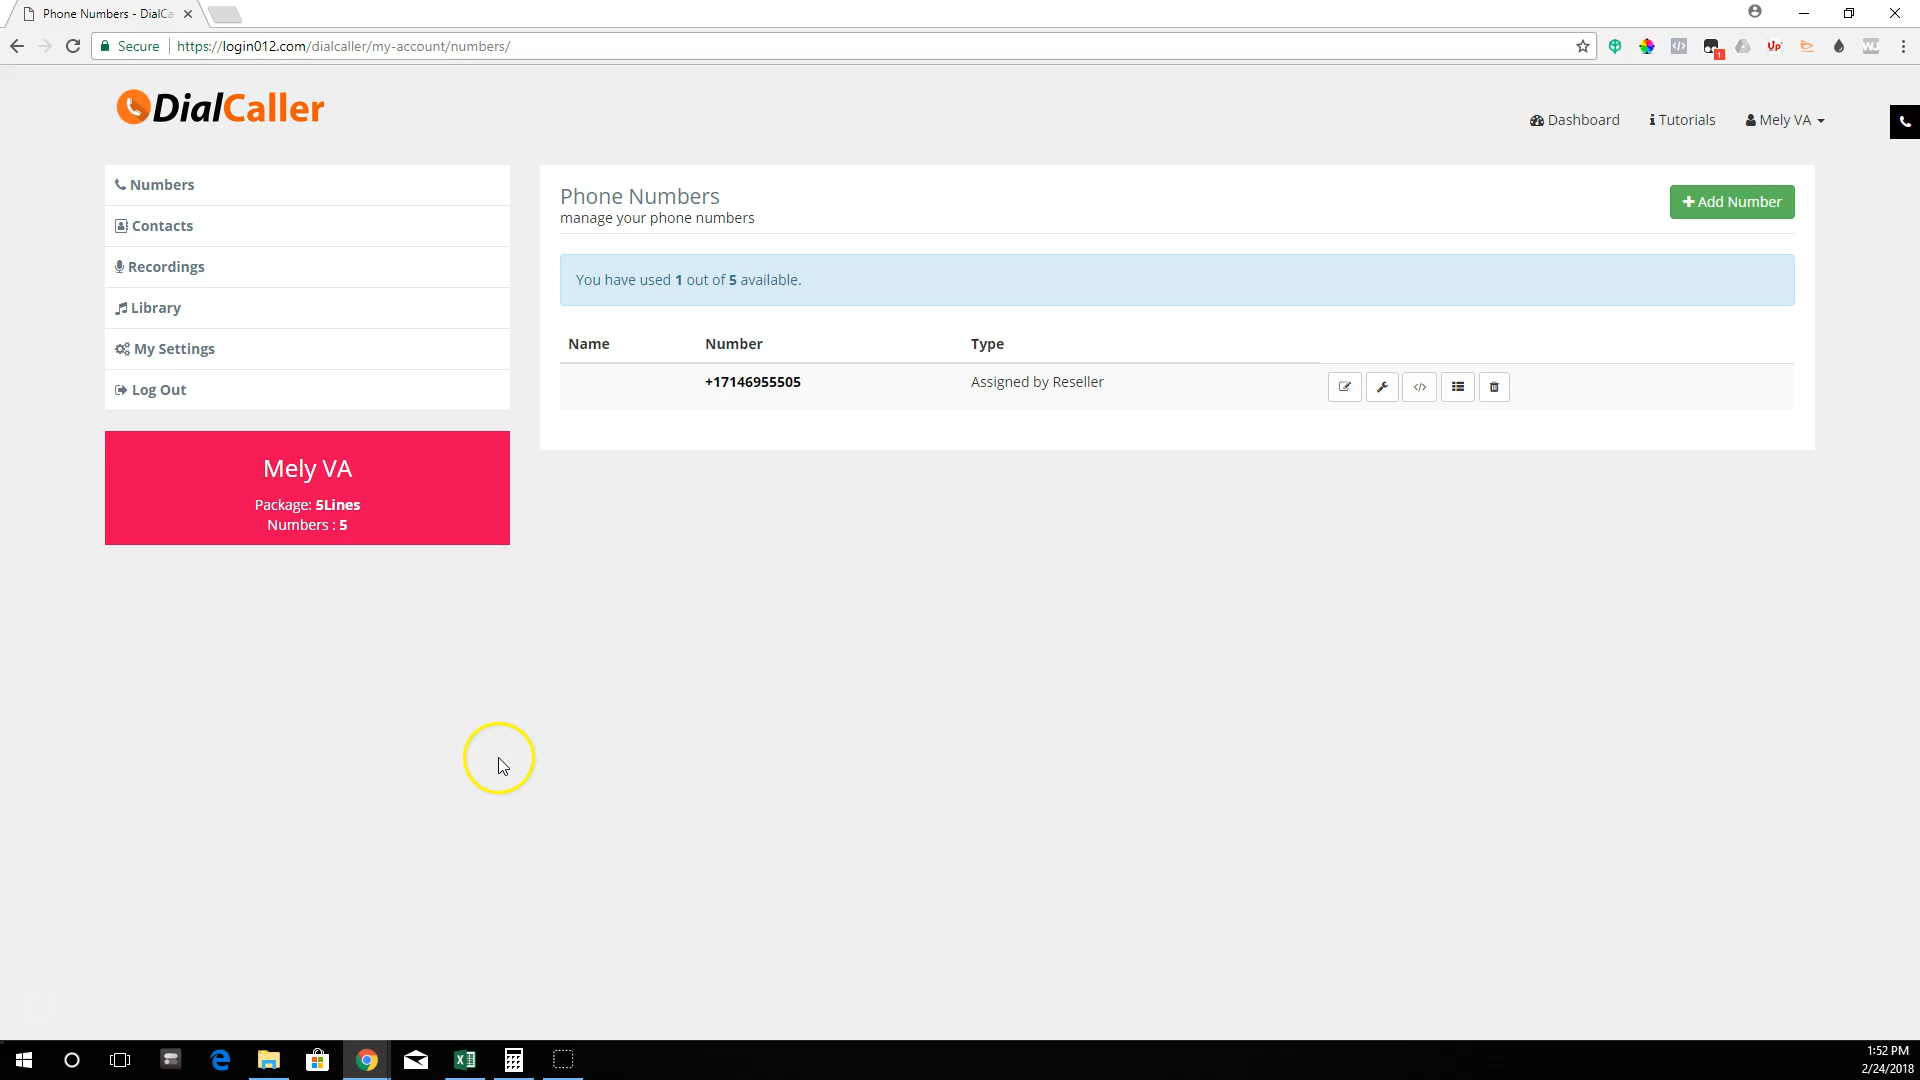 Phone Numbers - DialCa
Secure
https://login012.com/dialcaller/my-account/numbers/
1
Up
WJ
DialCaller
Dashboard
Tutorials
Mely VA
Numbers
Contacts
Recordings
Library
My Settings
Log Out
Mely VA
Package: 5Lines
Numbers : 5
Phone Numbers
manage your phone numbers
Add Number
You have used 1 out of 5 available.
Name Number Type
+17146955505 Assigned by Reseller
1:52 PM
2/24/2018